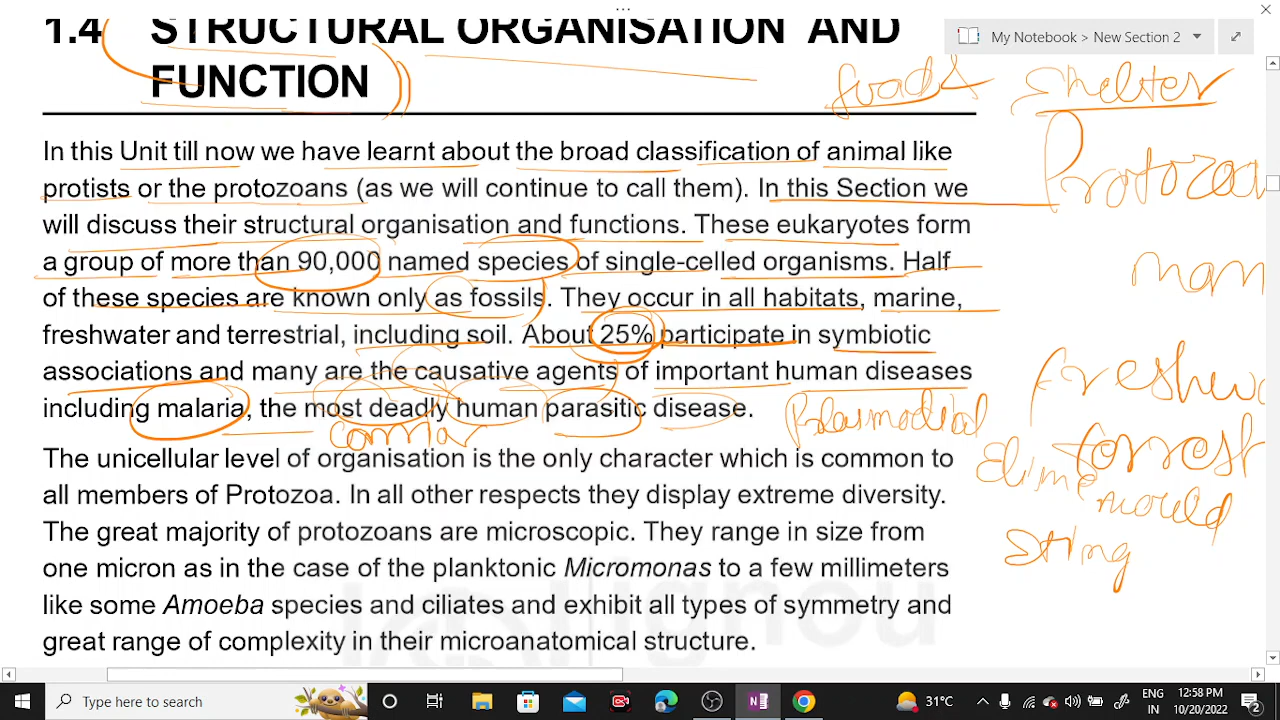 ...
1.4 STRUCTURAL ORGANISATION AND
FUNCTION
My Notebook > New Section 2
food &
Shelter
Protozoa
In this Unit till now we have learnt about the broad classification of animal like
protists or the protozoans (as we will continue to call them). In this Section we
will discuss their structural organisation and functions. These eukaryotes form
a group of more than 90,000 named species of single-celled organisms. Half
of these species are known only as fossils. They occur in all habitats, marine,
freshwater and terrestrial, including soil. About 25% participate in symbiotic
associations and many are the causative agents of important human diseases
including malaria, the most deadly human parasitic disease.
freshw
Plasmodial
forrest
mould
Sting
The unicellular level of organisation is the only character which is common to
all members of Protozoa. In all other respects they display extreme diversity.
The great majority of protozoans are microscopic. They range in size from
one micron as in the case of the planktonic Micromonas to a few millimeters
like some Amoeba species and ciliates and exhibit all types of symmetry and
great range of complexity in their microanatomical structure.
ignou
Type here to search
31°C
ENG
IN
12:58 PM
10/20/2022
2